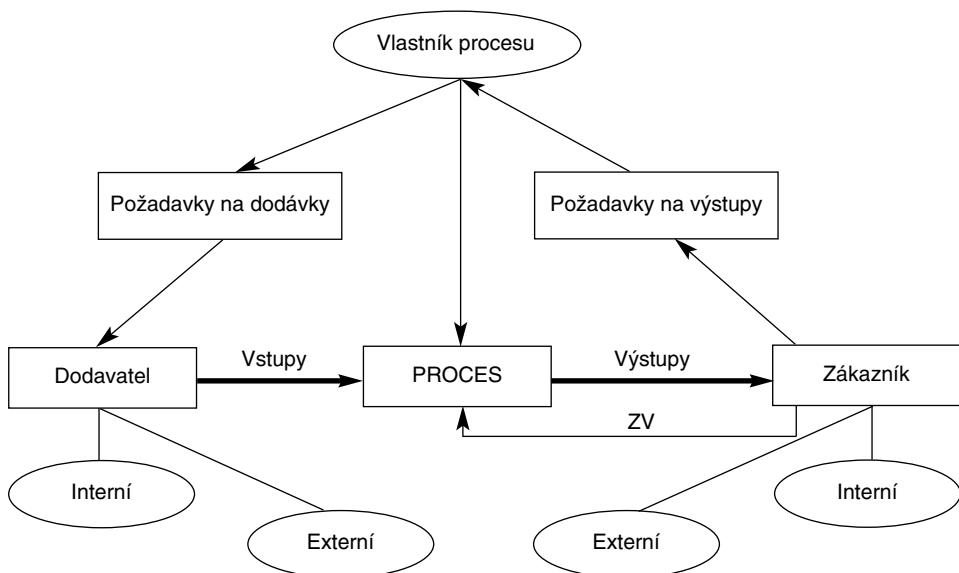 Vlastník procesu
Požadavky na dodávky
Požadavky na výstupy
Dodavatel
Vstupy
PROCES
Výstupy
Zákazník
ZV
Interní
Externí
Externí
Interní